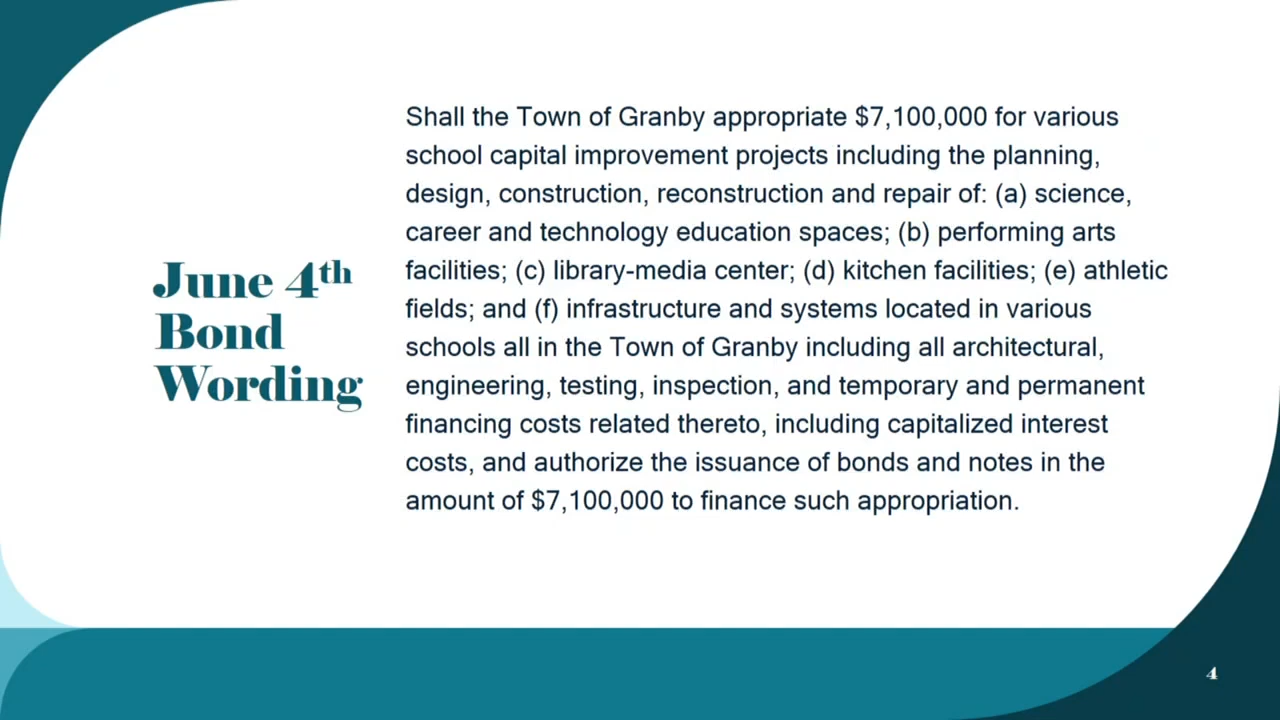 June 4th
Bond
Wording
Shall the Town of Granby appropriate $7,100,000 for various
school capital improvement projects including the planning,
design, construction, reconstruction and repair of: (a) science,
career and technology education spaces; (b) performing arts
facilities; (c) library-media center; (d) kitchen facilities; (e) athletic
fields; and (f) infrastructure and systems located in various
schools all in the Town of Granby including all architectural,
engineering, testing, inspection, and temporary and permanent
financing costs related thereto, including capitalized interest
costs, and authorize the issuance of bonds and notes in the
amount of $7,100,000 to finance such appropriation.
4